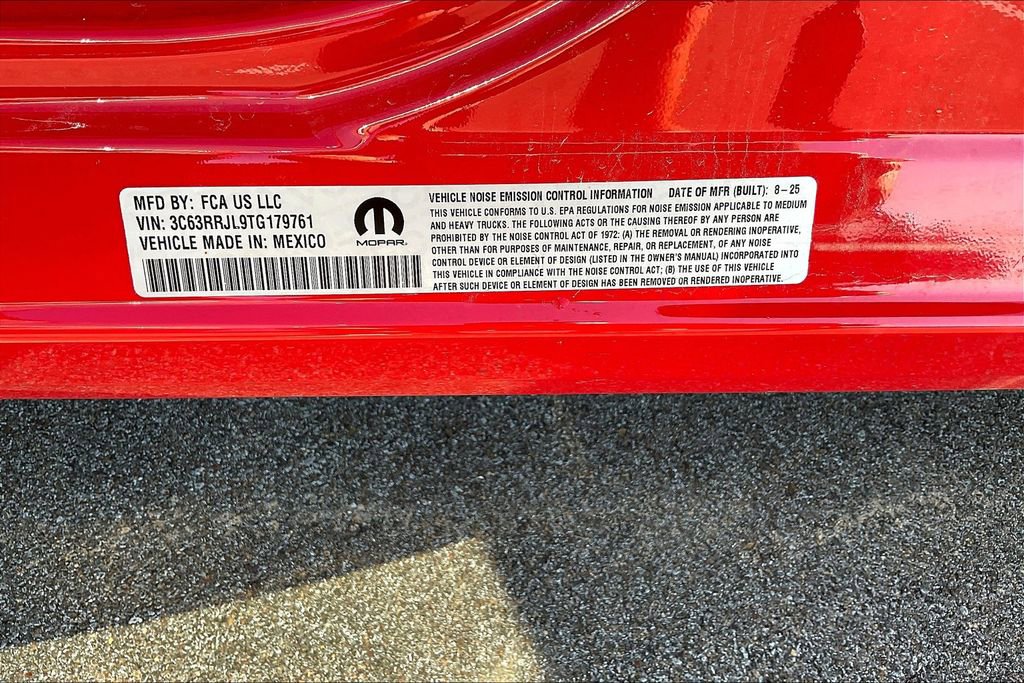 MFD BY: FCA US LLC
VIN: 3C63RRJL9TG179761
VEHICLE MADE IN: MEXICO
MOPAR
VEHICLE NOISE EMISSION CONTROL INFORMATION DATE OF MFR (BUILT): 8-25
THIS VEHICLE CONFORMS TO U.S. EPA REGULATIONS FOR NOISE EMISSION APPLICABLE TO MEDIUM
AND HEAVY TRUCKS. THE FOLLOWING ACTS OR THE CAUSING THEREOF BY ANY PERSON ARE
PROHIBITED BY THE NOISE CONTROL ACT OF 1972: (A) THE REMOVAL OR RENDERING INOPERATIVE,
OTHER THAN FOR PURPOSES OF MAINTENANCE, REPAIR, OR REPLACEMENT, OF ANY NOISE
CONTROL DEVICE OR ELEMENT OF DESIGN (LISTED IN THE OWNER'S MANUAL) INCORPORATED INTO
THIS VEHICLE IN COMPLIANCE WITH THE NOISE CONTROL ACT; (B) THE USE OF THIS VEHICLE
AFTER SUCH DEVICE OR ELEMENT OF DESIGN HAS BEEN REMOVED OR RENDERED INOPERATIVE.